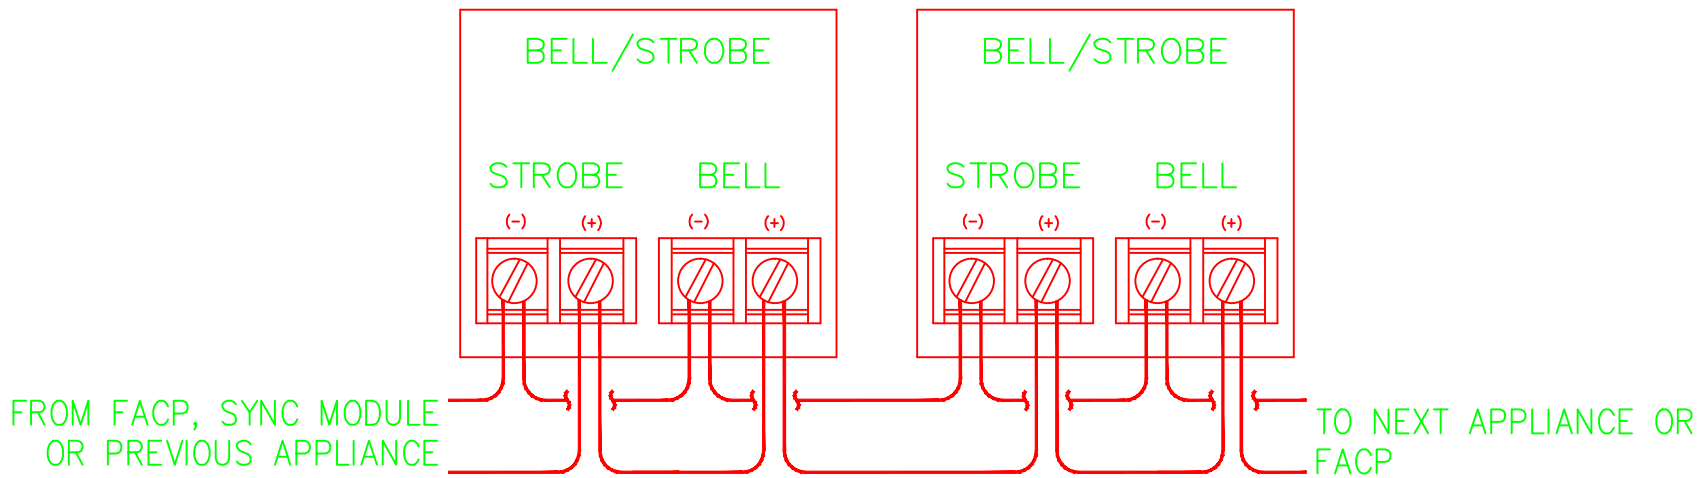 BELL/STROBE BELL/STROBE
STROBE BELL STROBE BELL
(-) (+) (-) (+) (-) (+) (-) (+)
FROM FACP, SYNC MODULE
OR PREVIOUS APPLIANCE
TO NEXT APPLIANCE OR
FACP